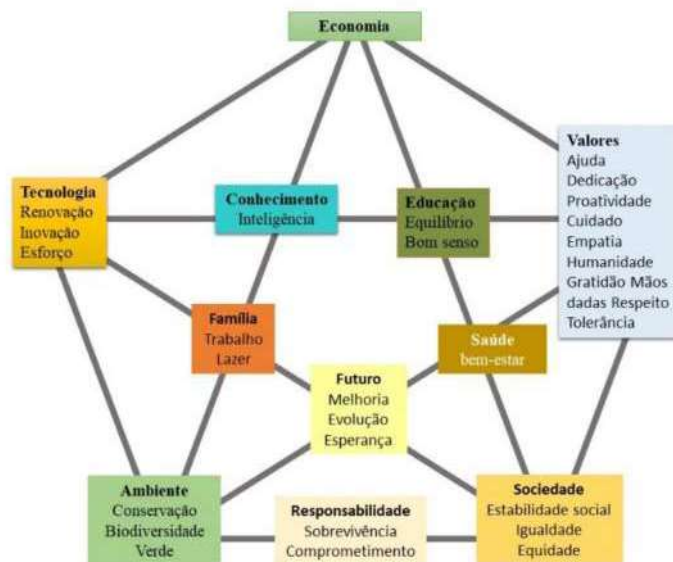 Economia
Tecnologia
Renovação
Inovação
Esforço
Conhecimento
Inteligência
Educação
Equilíbrio
Bom senso
Valores
Ajuda
Dedicação
Proatividade
Cuidado
Empatia
Humanidade
Gratidão Mãos
dadas Respeito
Tolerância
Família
Trabalho
Lazer
Saúde
bem-estar
Futuro
Melhoria
Evolução
Esperança
Ambiente
Conservação
Biodiversidade
Verde
Responsabilidade
Sobrevivência
Comprometimento
Sociedade
Estabilidade social
Igualdade
Equidade